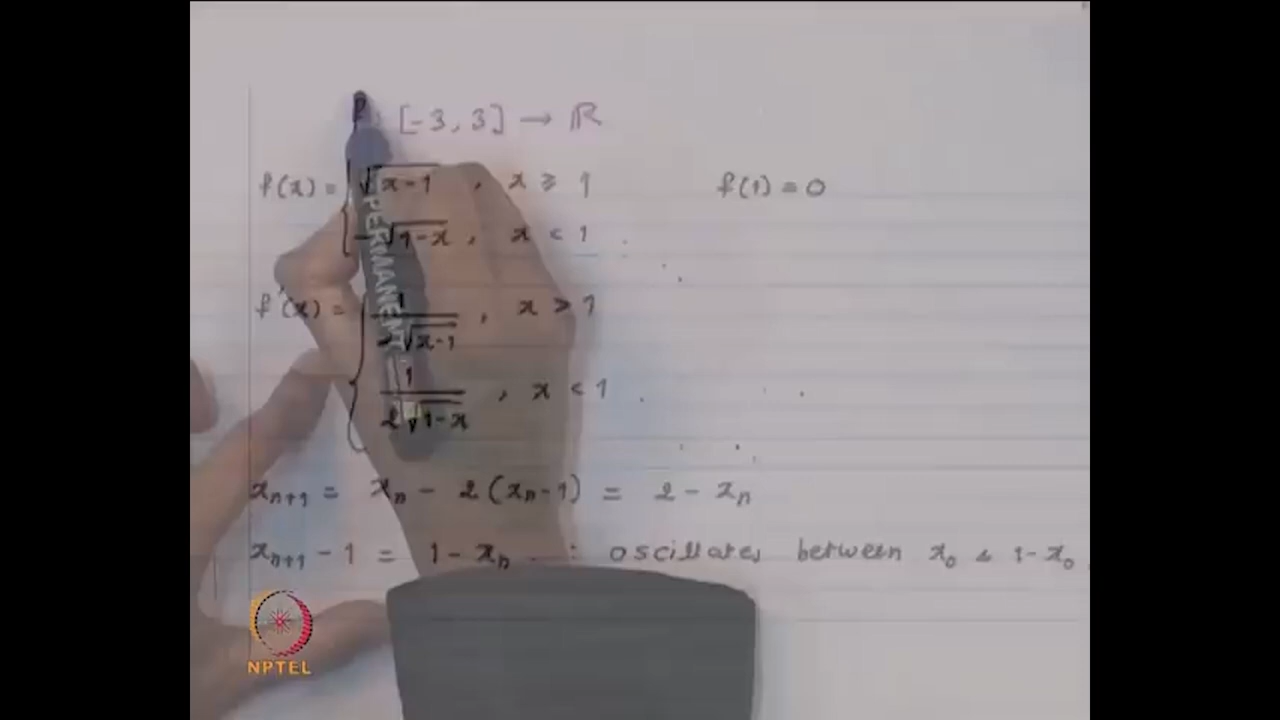 [-3, 3] → ℝ
f(x) = { √(x-1) , x ≥ 1    f(1) = 0
-√(1-x) , x < 1 .
f'(x) = { 1/(2√(x-1)) , x > 1
1/(2√(1-x)) , x < 1 .
x_{n+1} = x_n - 2(x_n-1) = 2 - x_n
x_{n+1} - 1 = 1 - x_n : oscillates between x_0 & 1-x_0 .
PERMANENT
NPTEL